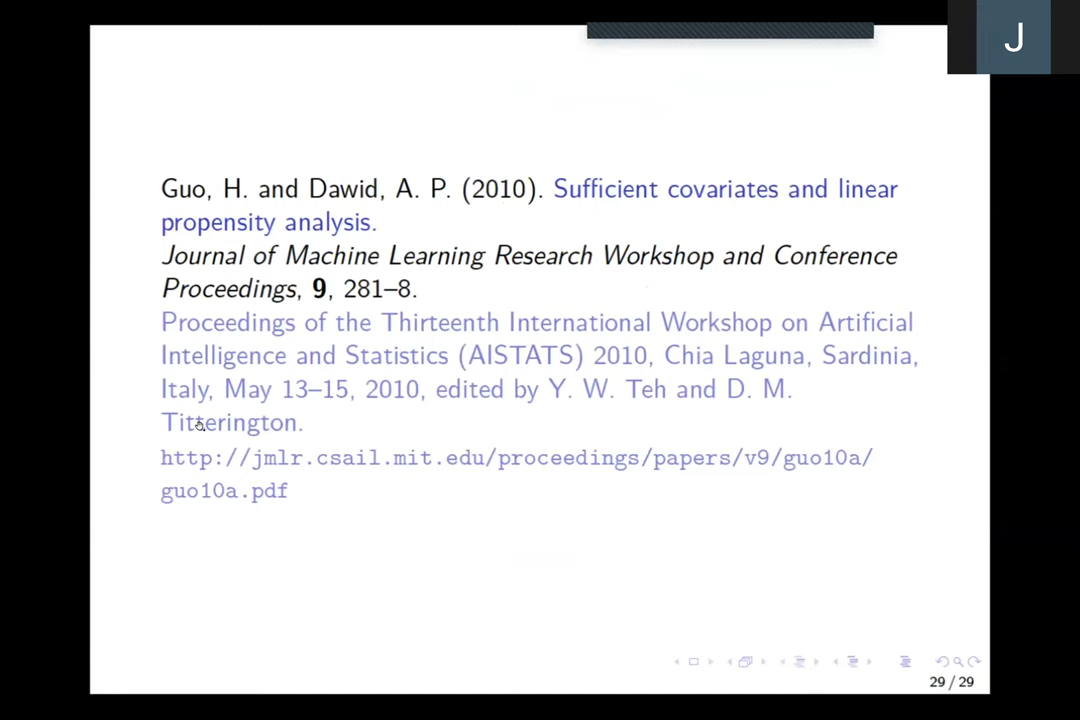 J
Guo, H. and Dawid, A. P. (2010). Sufficient covariates and linear
propensity analysis.
Journal of Machine Learning Research Workshop and Conference
Proceedings, 9, 281–8.
Proceedings of the Thirteenth International Workshop on Artificial
Intelligence and Statistics (AISTATS) 2010, Chia Laguna, Sardinia,
Italy, May 13–15, 2010, edited by Y. W. Teh and D. M.
Titterington.
http://jmlr.csail.mit.edu/proceedings/papers/v9/guo10a/
guo10a.pdf
29 / 29